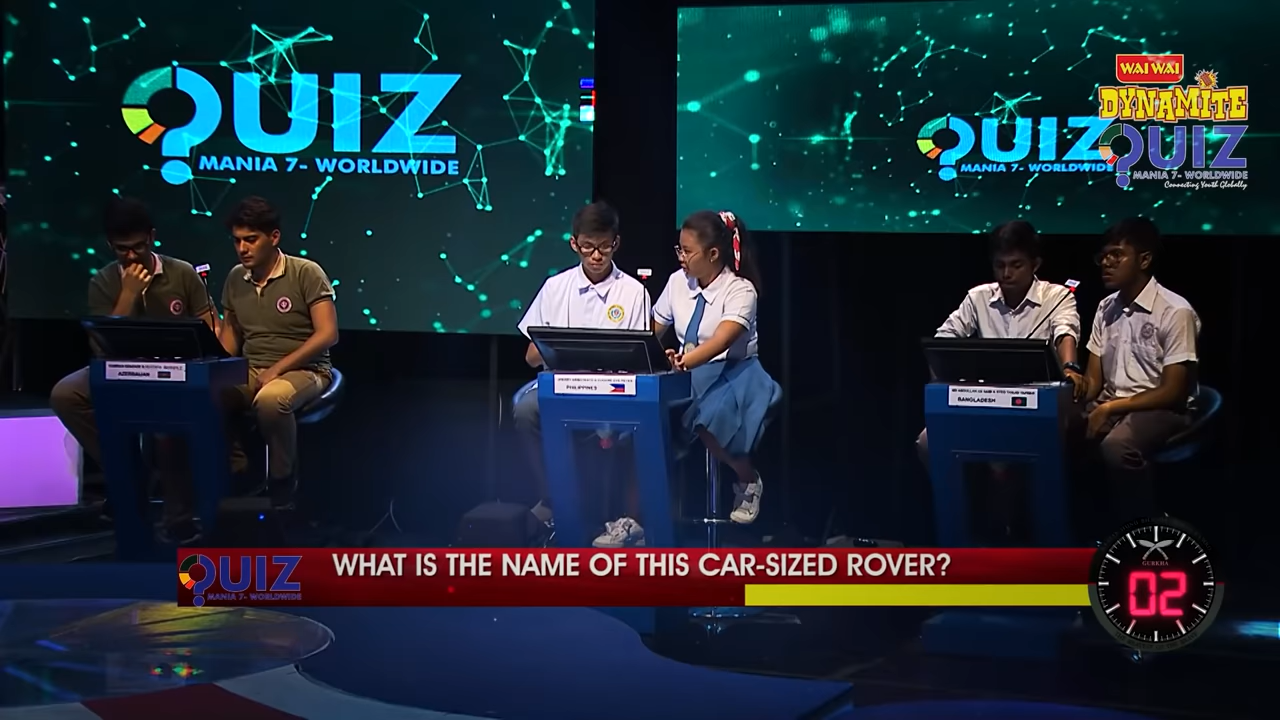 QUIZ
MANIA 7- WORLDWIDE
QUIZ
MANIA 7- WORLDWIDE
WAI WAI
DYNAMITE
QUIZ
MANIA 7- WORLDWIDE
Connecting Youth Globally
AZERBAIJAN
PHILIPPINES
BANGLADESH
QUIZ
MANIA 7- WORLDWIDE
WHAT IS THE NAME OF THIS CAR-SIZED ROVER?
GURKHA
02